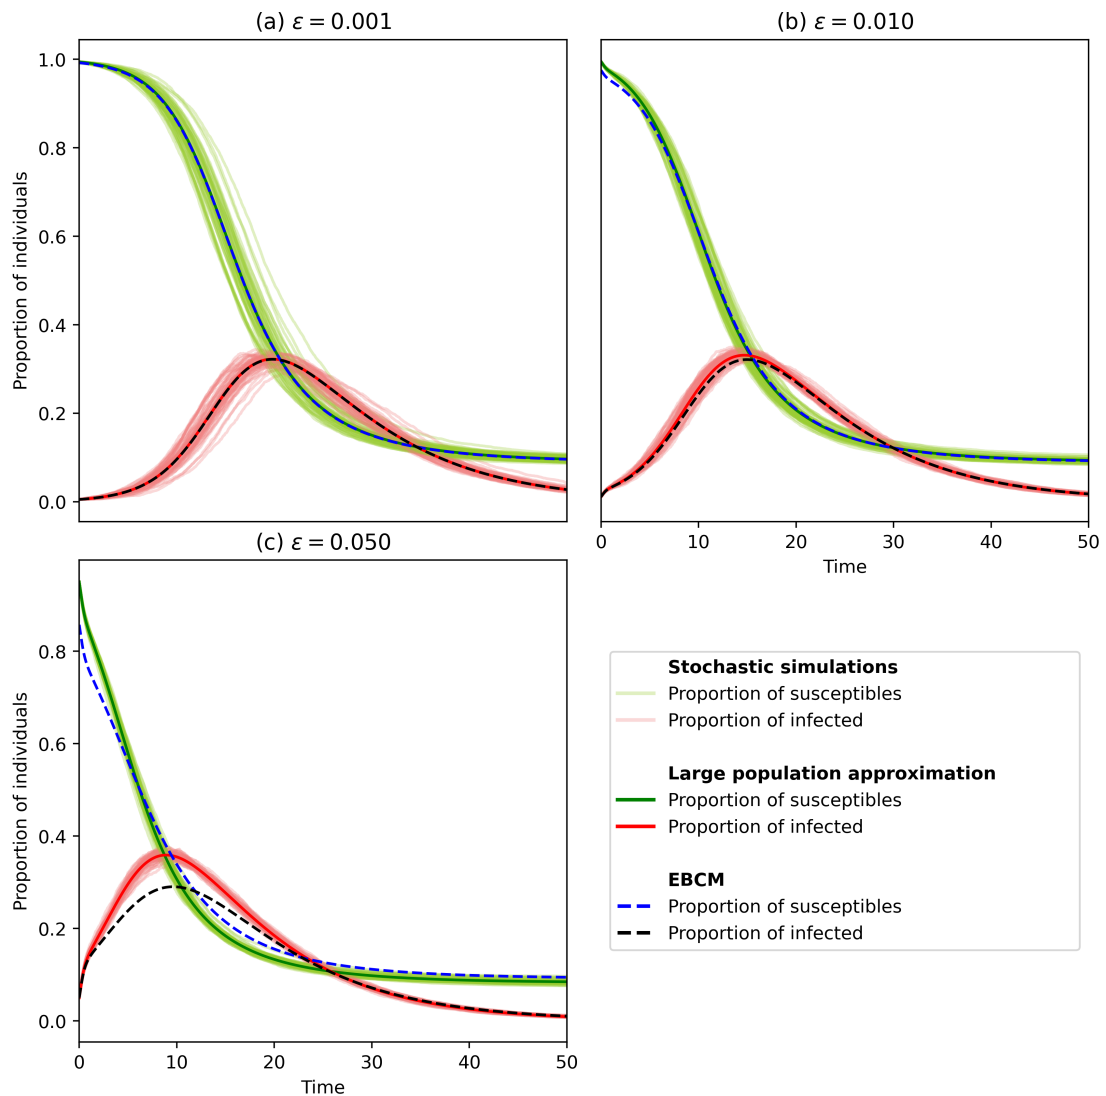 (a) ε = 0.001
(b) ε = 0.010
Proportion of individuals
1.0
0.8
0.6
0.4
0.2
0.0
0 10 20 30 40 50
Time
(c) ε = 0.050
Proportion of individuals
0.8
0.6
0.4
0.2
0.0
0 10 20 30 40 50
Time
Stochastic simulations
Proportion of susceptibles
Proportion of infected
Large population approximation
Proportion of susceptibles
Proportion of infected
EBCM
Proportion of susceptibles
Proportion of infected